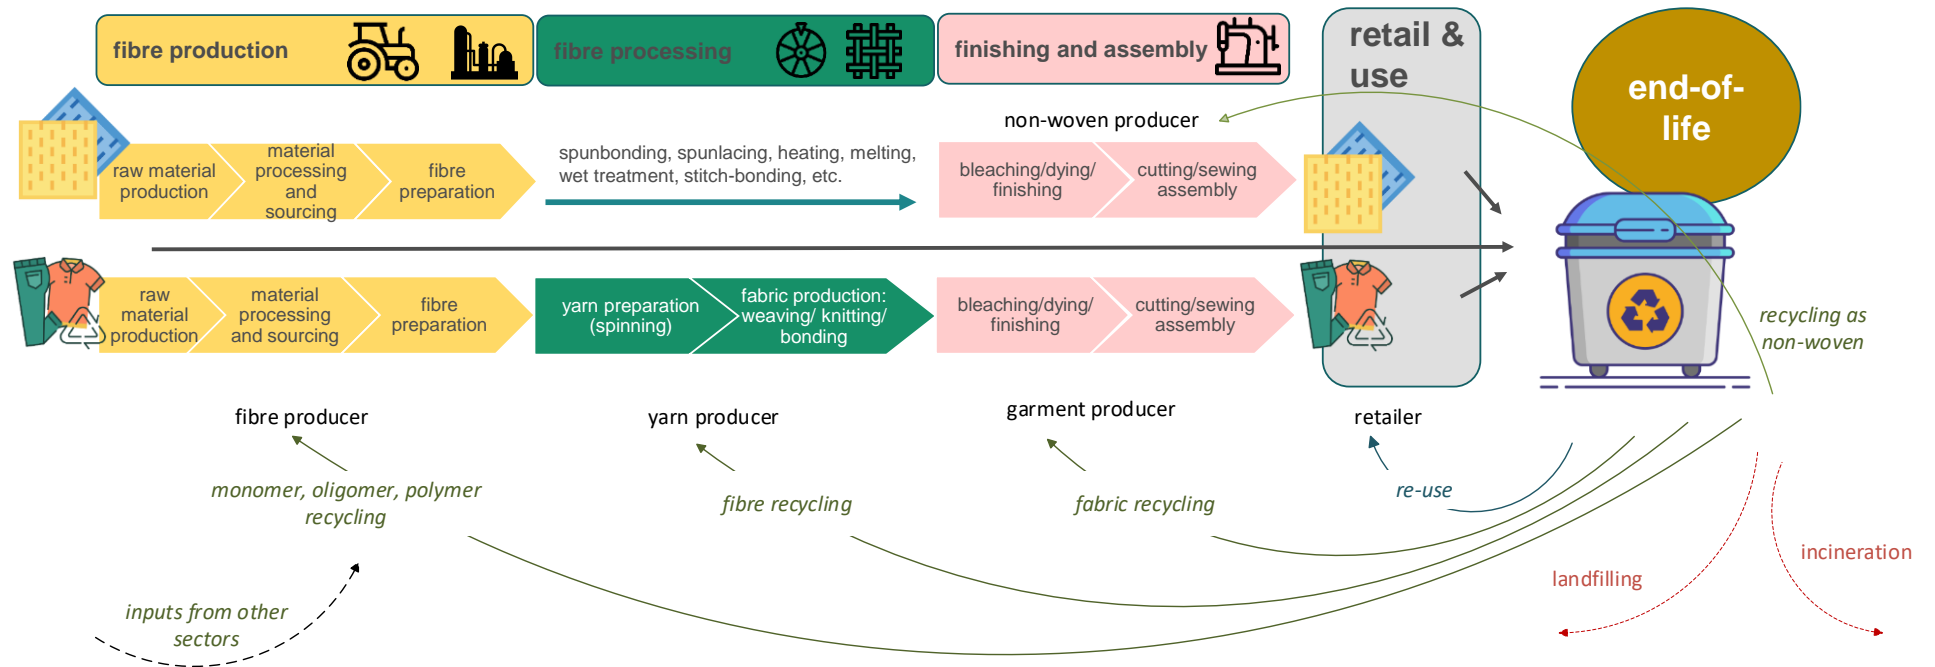 fibre production
fibre processing
finishing and assembly
retail &
use
end-of-
life
non-woven producer
raw material
production
material
processing
and
sourcing
fibre
preparation
spunbonding, spunlacing, heating, melting,
wet treatment, stitch-bonding, etc.
bleaching/dying/
finishing
cutting/sewing
assembly
raw
material
production
material
processing
and sourcing
fibre
preparation
yarn preparation
(spinning)
fabric production:
weaving/ knitting/
bonding
bleaching/dying/
finishing
cutting/sewing
assembly
recycling as
non-woven
fibre producer
yarn producer
garment producer
retailer
monomer, oligomer, polymer
recycling
fibre recycling
fabric recycling
re-use
inputs from other
sectors
landfilling
incineration